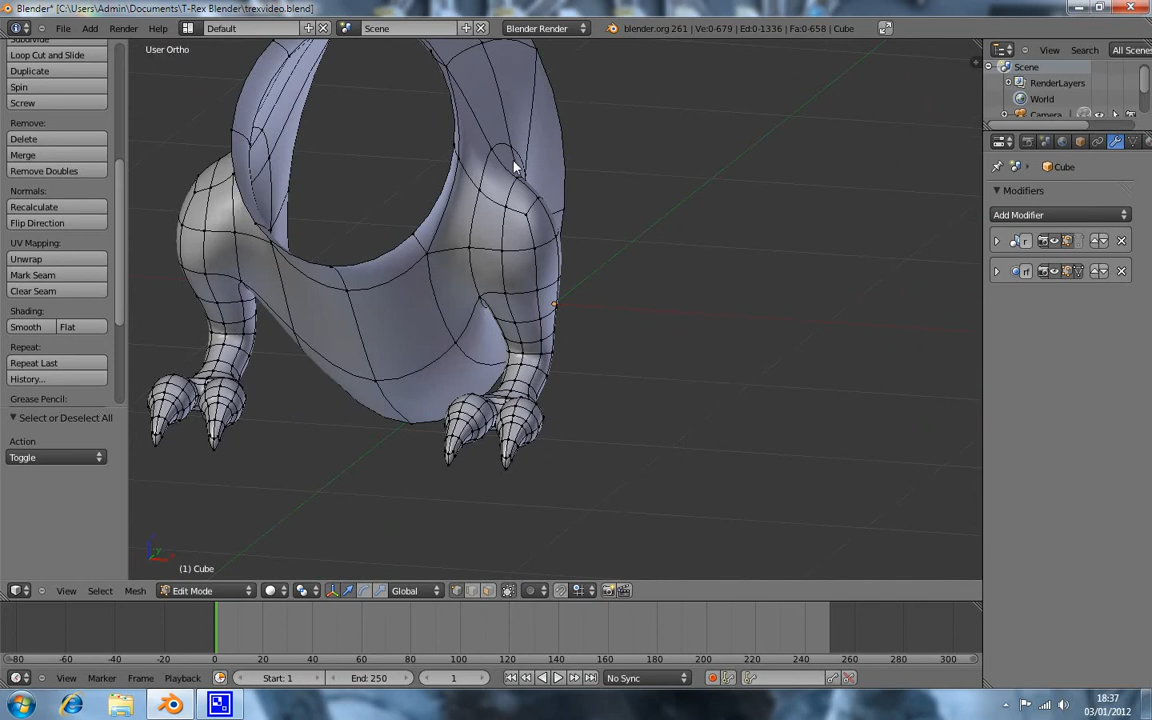 Blender* [C:\Users\Admin\Documents\T-Rex Blender\trexvideo.blend]
File Add Render Help Default Scene Blender Render blender.org 261 | Ve:0-679 | Ed:0-1336 | Fa:0-658 | Cube
User Ortho
View Search All Scenes
Scene
RenderLayers
World
Camera
Subdivide
Loop Cut and Slide
Duplicate
Spin
Screw
Remove:
Delete
Merge
Remove Doubles
Normals:
Recalculate
Flip Direction
UV Mapping:
Unwrap
Mark Seam
Clear Seam
Shading:
Smooth Flat
Repeat:
Repeat Last
History...
Grease Pencil:
Select or Deselect All
Action
Toggle
Cube
Modifiers
Add Modifier
r
rf
(1) Cube
View Select Mesh Edit Mode Global
-80 -60 -40 -20 0 20 40 60 80 100 120 140 160 180 200 220 240 260 280 300
View Marker Frame Playback Start: 1 End: 250 1 No Sync
18:37
03/01/2012